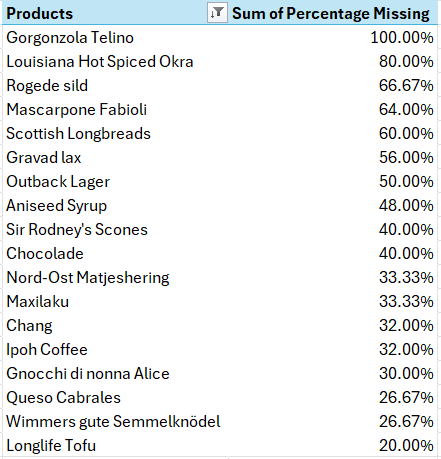 Products Sum of Percentage Missing
Gorgonzola Telino 100.00%
Louisiana Hot Spiced Okra 80.00%
Rogede sild 66.67%
Mascarpone Fabioli 64.00%
Scottish Longbreads 60.00%
Gravad lax 56.00%
Outback Lager 50.00%
Aniseed Syrup 48.00%
Sir Rodney's Scones 40.00%
Chocolade 40.00%
Nord-Ost Matjeshering 33.33%
Maxilaku 33.33%
Chang 32.00%
Ipoh Coffee 32.00%
Gnocchi di nonna Alice 30.00%
Queso Cabrales 26.67%
Wimmers gute Semmelknödel 26.67%
Longlife Tofu 20.00%